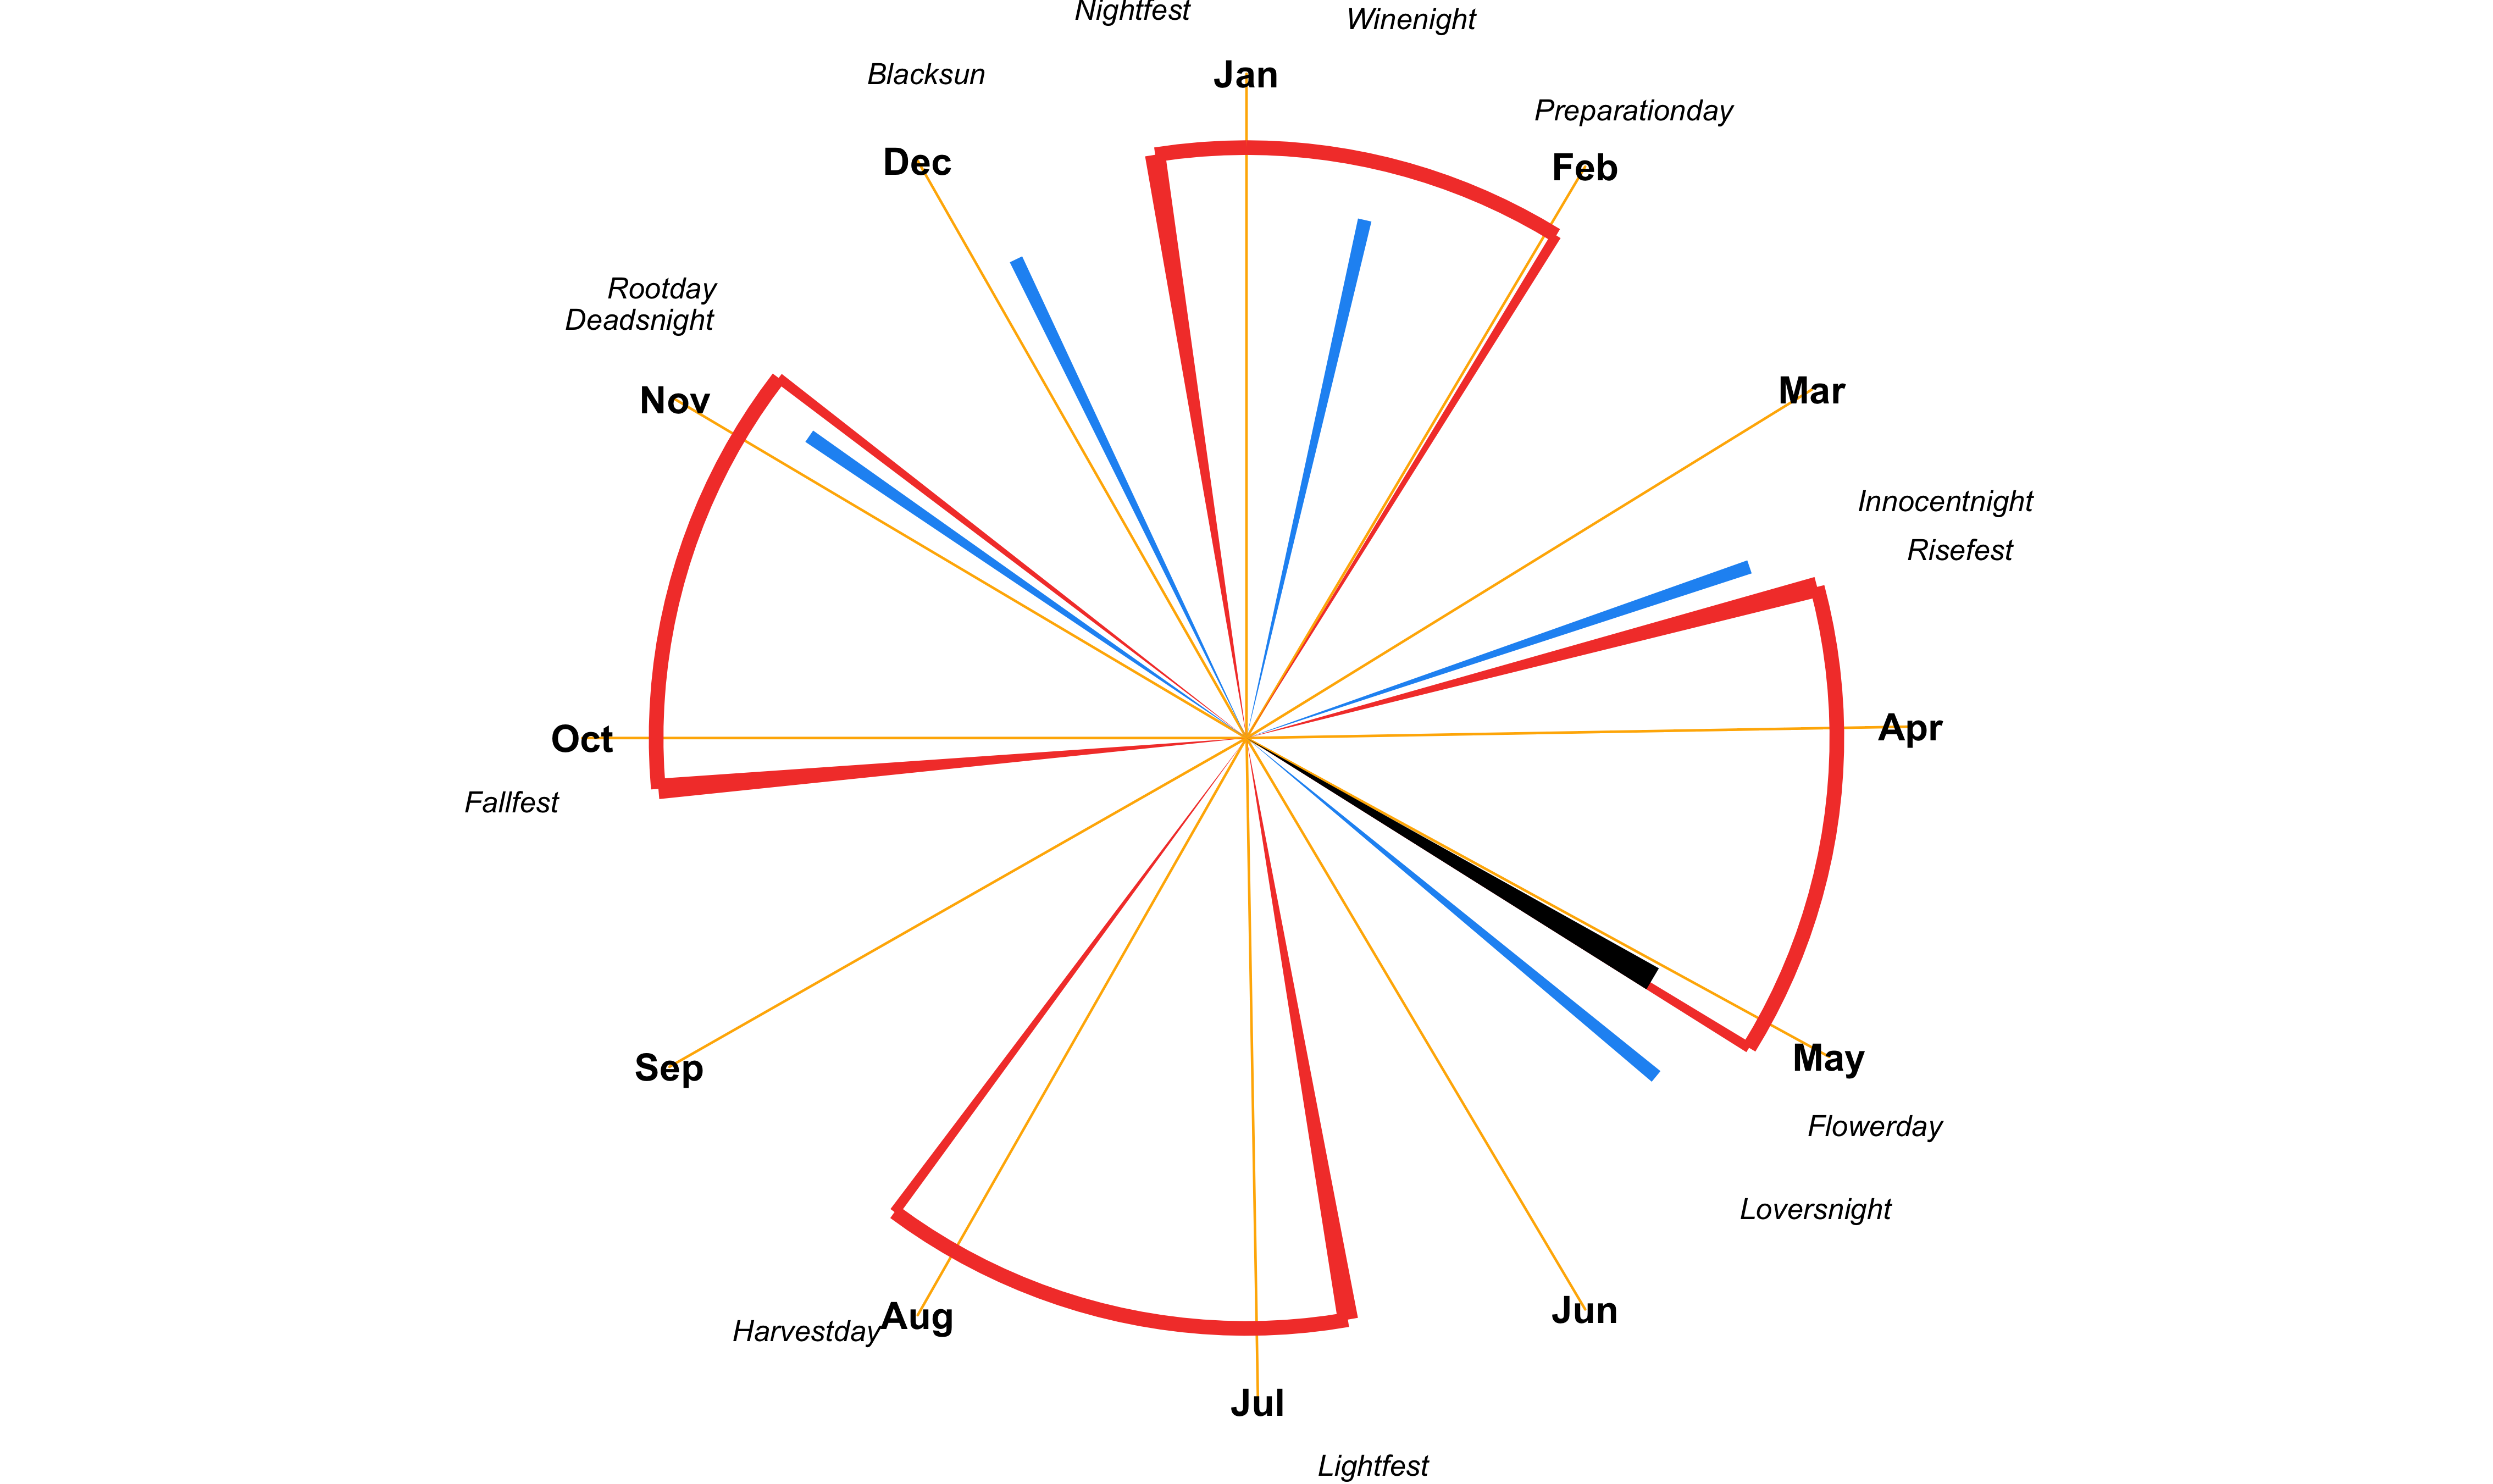 Nightfest
Winenight
Blacksun
Jan
Preparationday
Dec
Feb
Rootday
Deadsnight
Nov
Mar
Innocentnight
Risefest
Oct
Apr
Fallfest
Sep
May
Flowerday
Loversnight
Harvestday
Aug
Jun
Jul
Lightfest